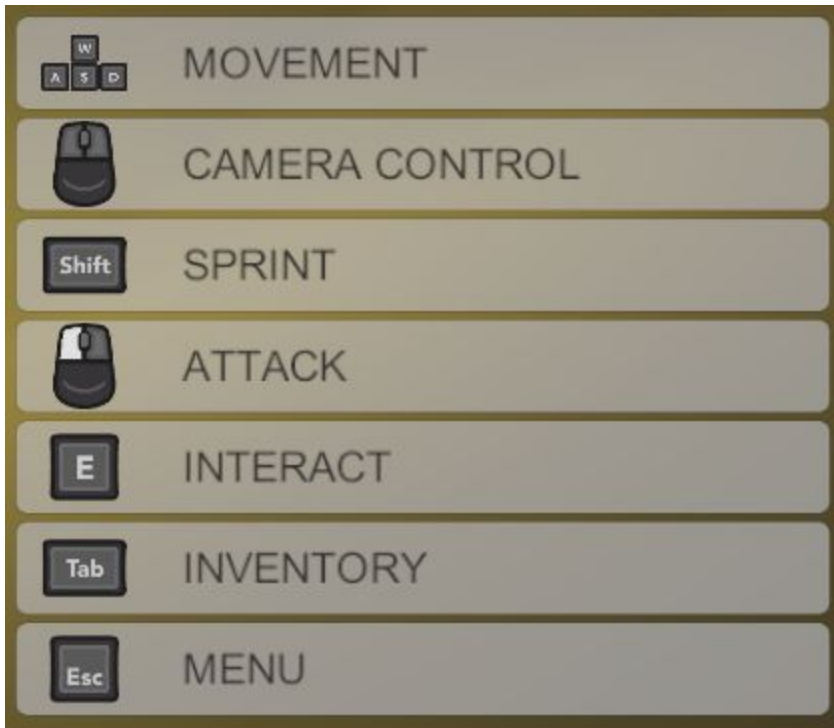 W
A S D
MOVEMENT
CAMERA CONTROL
Shift SPRINT
ATTACK
E INTERACT
Tab INVENTORY
Esc MENU